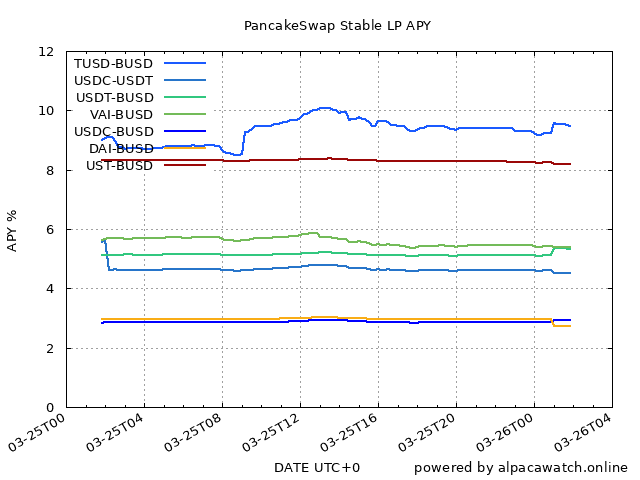 PancakeSwap Stable LP APY
12
10
8
6
4
2
0
APY %
TUSD-BUSD
USDC-USDT
USDT-BUSD
VAI-BUSD
USDC-BUSD
DAI-BUSD
UST-BUSD
03-25T00
03-25T04
03-25T08
03-25T12
03-25T16
03-25T20
03-26T00
03-26T04
DATE UTC+0
powered by alpacawatch.online